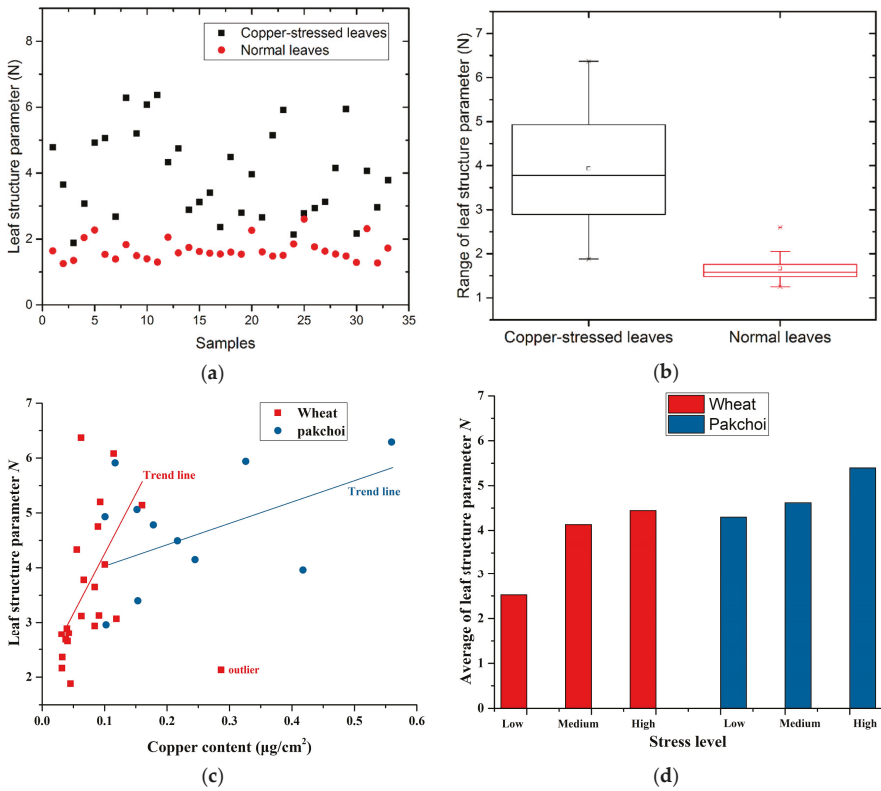 Copper-stressed leaves
Normal leaves
Leaf structure parameter (N)
8
6
4
2
0
0 5 10 15 20 25 30 35
Samples
(a)
Range of leaf structure parameter (N)
7
6
5
4
3
2
1
Copper-stressed leaves Normal leaves
(b)
Wheat
pakchoi
Trend line
Trend line
outlier
Leaf structure parameter N
7
6
5
4
3
2
0.0 0.1 0.2 0.3 0.4 0.5 0.6
Copper content (μg/cm²)
(c)
Wheat
Pakchoi
Average of leaf structure parameter N
7
6
5
4
3
2
1
0
Low Medium High Low Medium High
Stress level
(d)